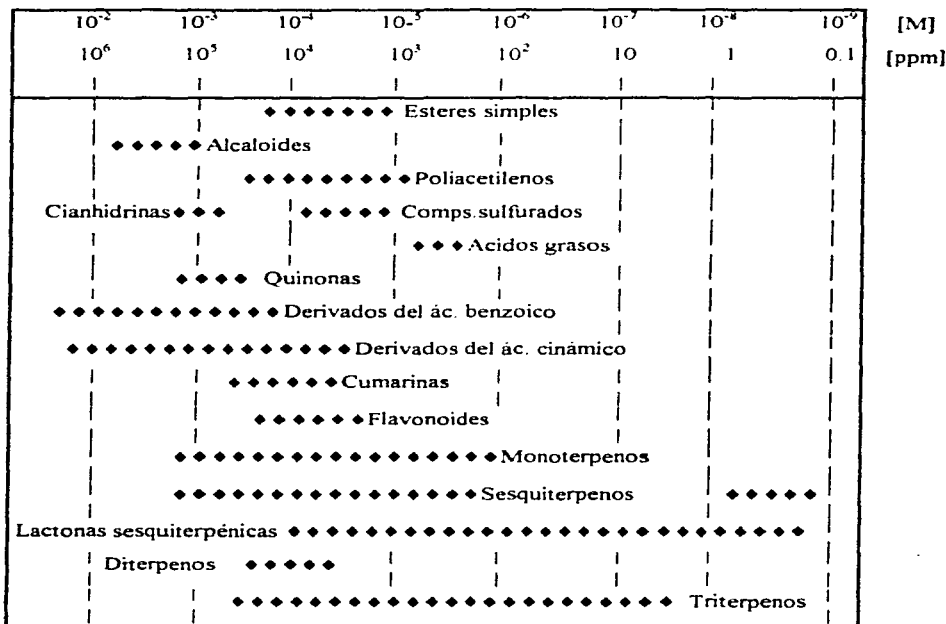 10⁻² 10⁻³ 10⁻⁴ 10⁻⁵ 10⁻⁶ 10⁻⁷ 10⁻⁸ 10⁻⁹ [M]
10⁶ 10⁵ 10⁴ 10³ 10² 10 1 0.1 [ppm]
Esteres simples
Alcaloides
Poliacetilenos
Cianhidrinas Comps.sulfurados
Acidos grasos
Quinonas
Derivados del ác. benzoico
Derivados del ác. cinámico
Cumarinas
Flavonoides
Monoterpenos
Sesquiterpenos
Lactonas sesquiterpénicas
Diterpenos
Triterpenos